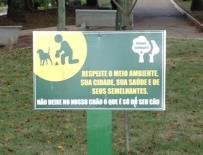 RESPEITE O MEIO AMBIENTE,
SUA CIDADE, SUA SAÚDE E DE
SEUS SEMELHANTES.
NÃO DEIXE NO NOSSO CHÃO O QUE É SÓ DO SEU CÃO